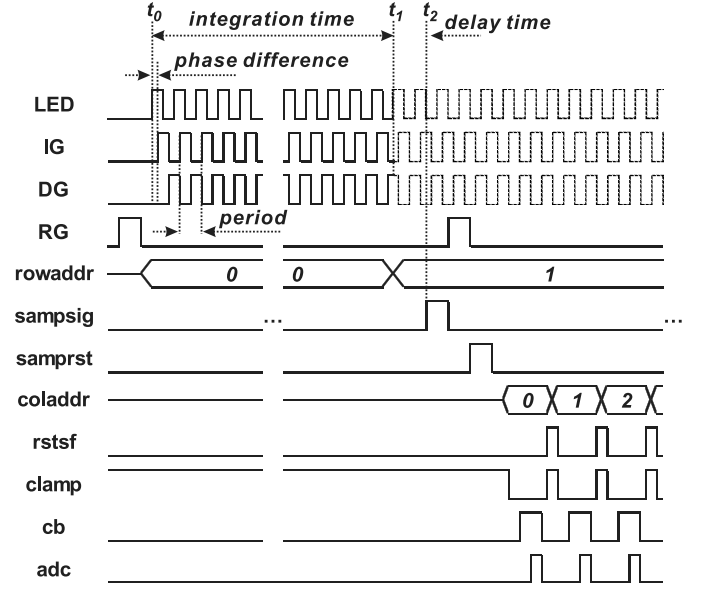 t0 integration time t1 t2 delay time
phase difference
LED
IG
DG
period
RG
rowaddr 0 0 1
sampsig ... ...
samprst
coladdr 0 1 2
rstsf
clamp
cb
adc